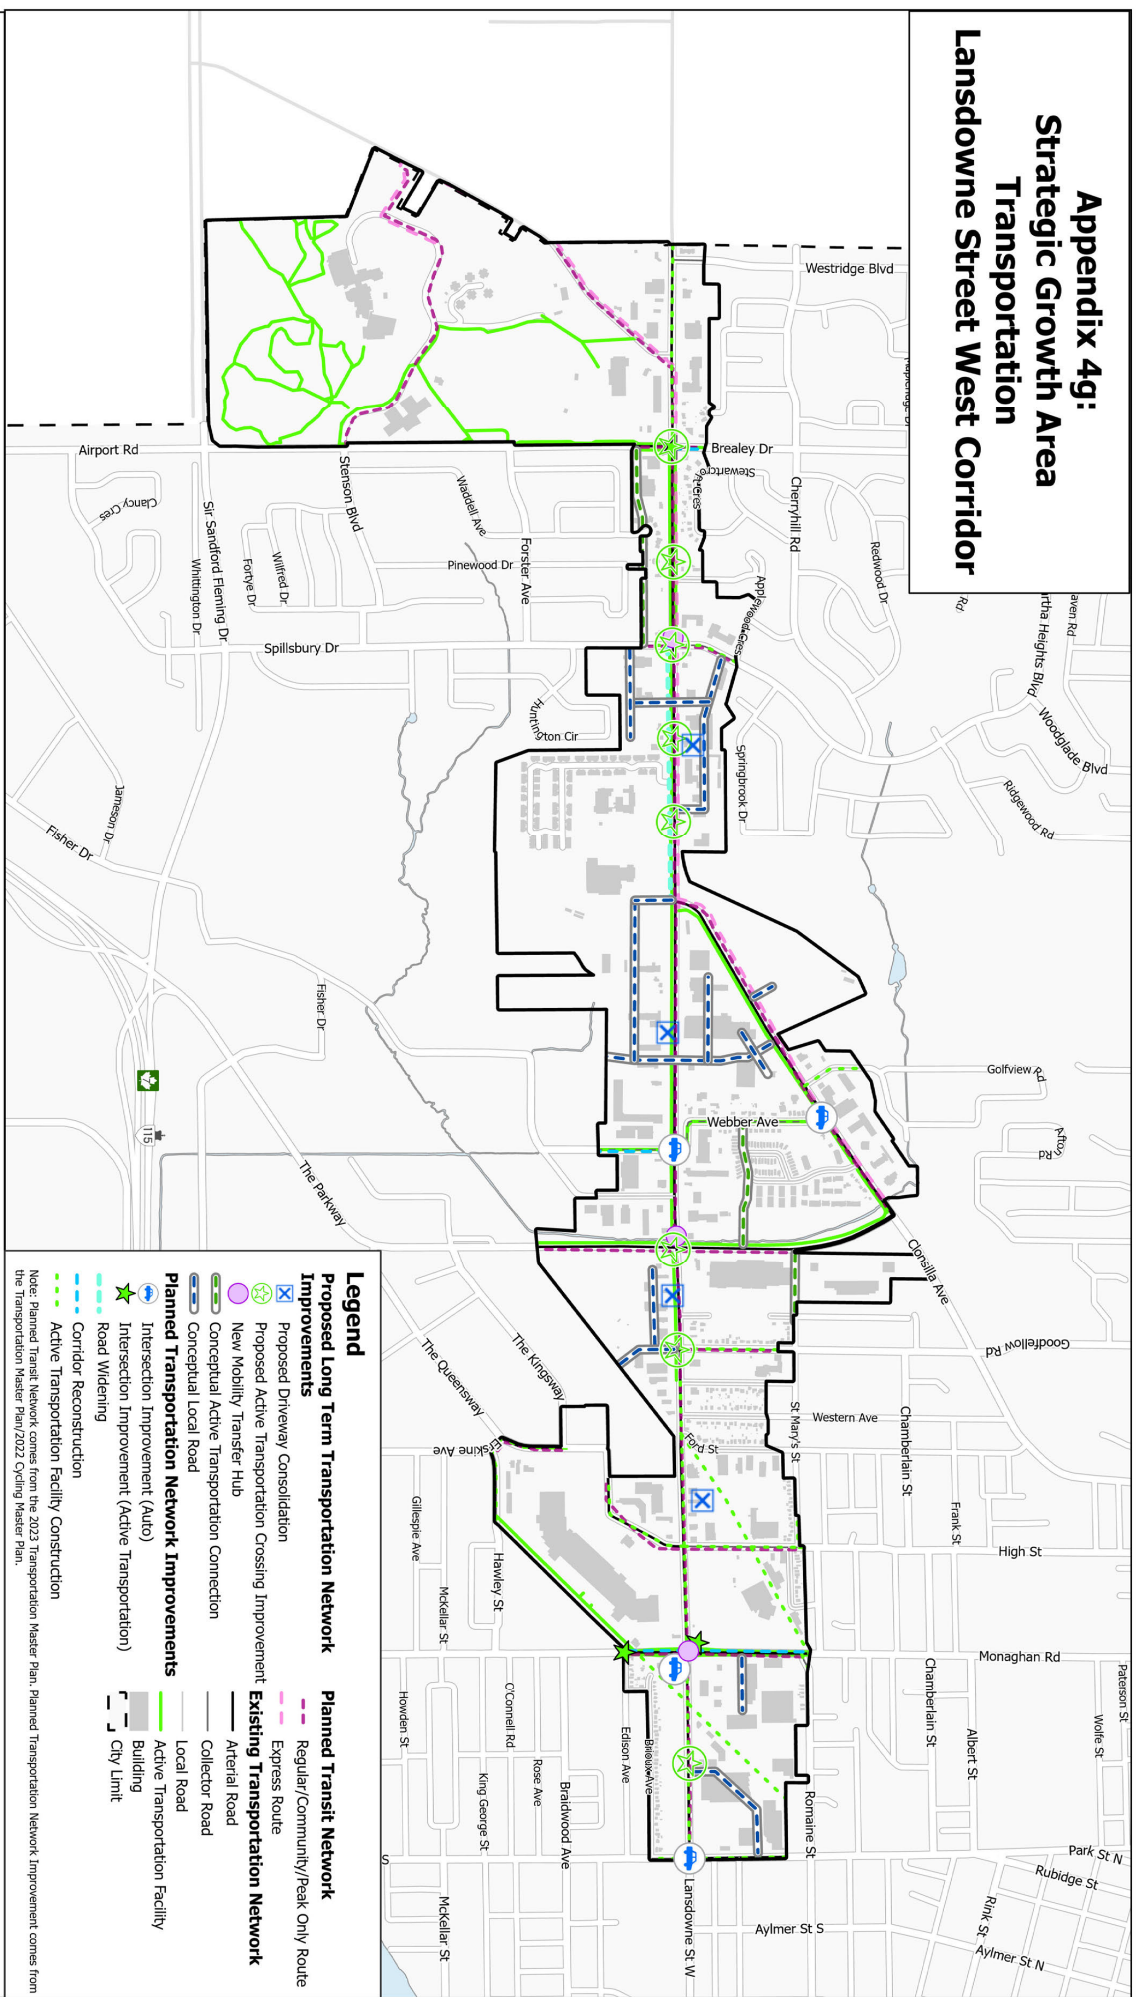 Appendix 4g:
Strategic Growth Area
Transportation
Lansdowne Street West Corridor
Westridge Blvd
Brealey Dr
Stewartcroft Cres
Cherryhill Rd
Redwood Dr
Applewood Cres
Rd
Woodglade Blvd
Ridgewood Rd
Springbrook Dr
Airport Rd
Clancy Cres
Sir Sandford Fleming Dr
Whittington Dr
Fortye Dr
Wilfred Dr
Stenson Blvd
Waddell Ave
Forster Ave
Pinewood Dr
Spillsbury Dr
Huntington Cir
Jameson Dr
Fisher Dr
Fisher Dr
7
115
The Parkway
Golfview Rd
Webber Ave
Afton Rd
Clonsilla Ave
Goodfellow Rd
The Kingsway
The Queensway
Erskine Ave
Western Ave
St Mary's St
Chamberlain St
Ford St
Frank St
High St
Gillespie Ave
Hawley St
McKellar St
Monaghan Rd
Paterson St
Wolfe St
Chamberlain St
Albert St
Howden St
O'Connell Rd
Rose Ave
King George St
Braidwood Ave
Edison Ave
Brioux Ave
Romaine St
Park St N
Rubidge St
Rink St
Aylmer St N
Aylmer St S
Lansdowne St W
McKellar St
S
Legend
Proposed Long Term Transportation Network
Improvements
Proposed Driveway Consolidation
Proposed Active Transportation Crossing Improvement
New Mobility Transfer Hub
Conceptual Active Transportation Connection
Conceptual Local Road
Planned Transportation Network Improvements
Intersection Improvement (Auto)
Intersection Improvement (Active Transportation)
Road Widening
Corridor Reconstruction
Active Transportation Facility Construction
Planned Transit Network
Regular/Community/Peak Only Route
Express Route
Existing Transportation Network
Arterial Road
Collector Road
Local Road
Active Transportation Facility
Building
City Limit
Note: Planned Transit Network comes from the 2023 Transportation Master Plan. Planned Transportation Network Improvement comes from
the Transportation Master Plan/2022 Cycling Master Plan.